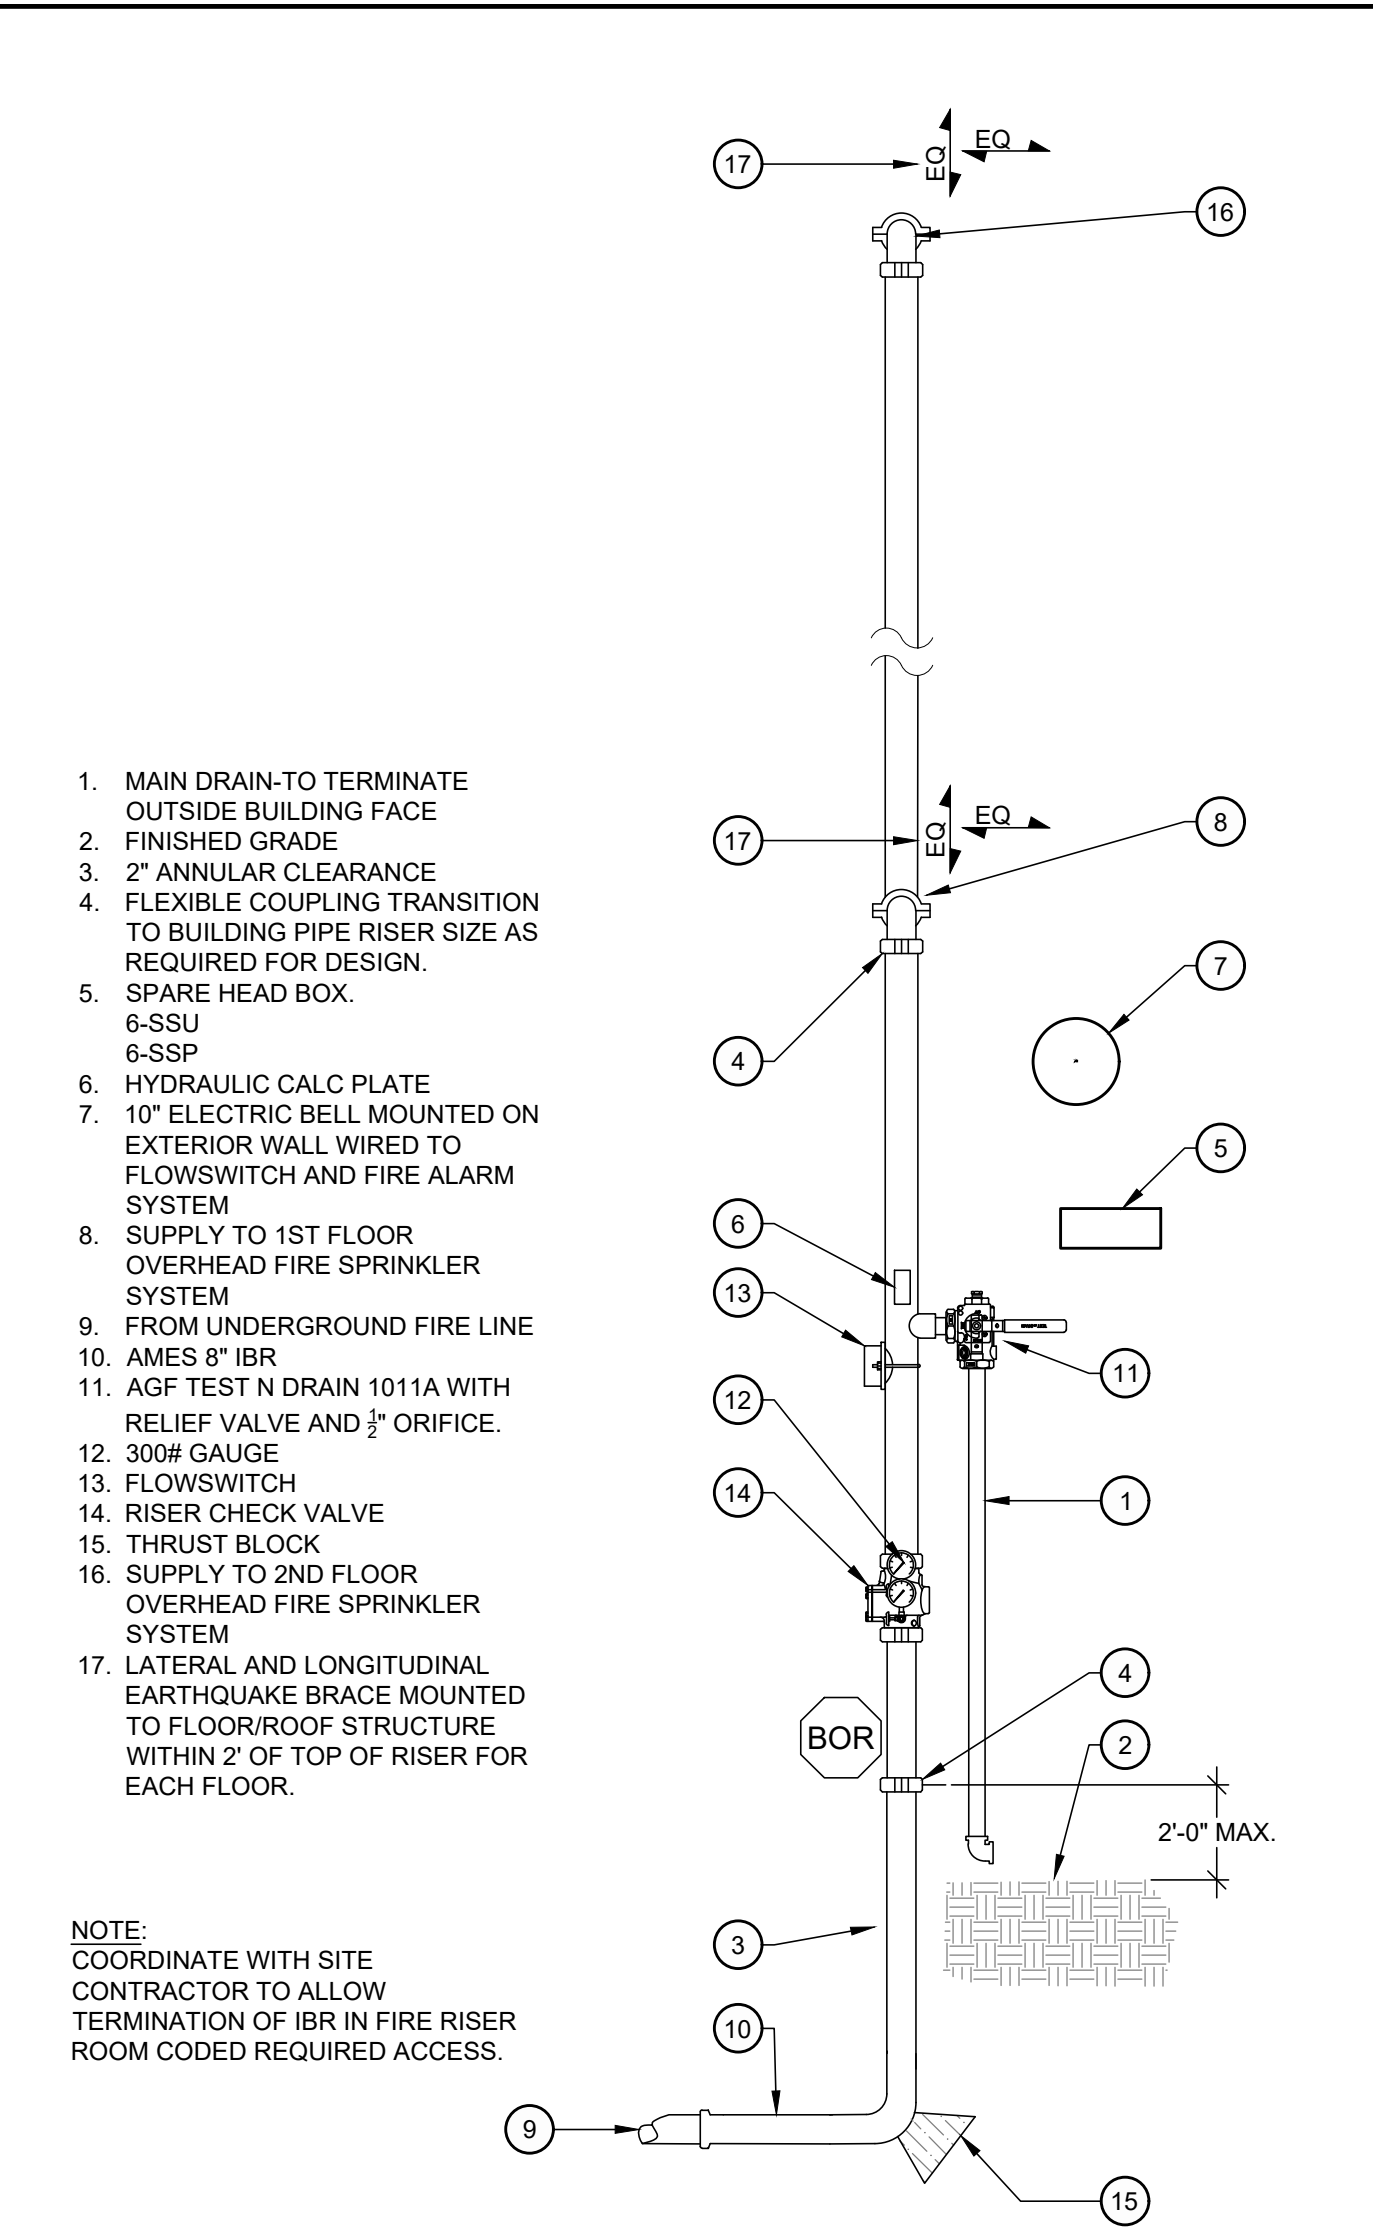 17
EQ
EQ
16
1. MAIN DRAIN-TO TERMINATE
OUTSIDE BUILDING FACE
2. FINISHED GRADE
3. 2" ANNULAR CLEARANCE
4. FLEXIBLE COUPLING TRANSITION
TO BUILDING PIPE RISER SIZE AS
REQUIRED FOR DESIGN.
5. SPARE HEAD BOX.
6-SSU
6-SSP
6. HYDRAULIC CALC PLATE
7. 10" ELECTRIC BELL MOUNTED ON
EXTERIOR WALL WIRED TO
FLOWSWITCH AND FIRE ALARM
SYSTEM
8. SUPPLY TO 1ST FLOOR
OVERHEAD FIRE SPRINKLER
SYSTEM
9. FROM UNDERGROUND FIRE LINE
10. AMES 8" IBR
11. AGF TEST N DRAIN 1011A WITH
RELIEF VALVE AND 1/2" ORIFICE.
12. 300# GAUGE
13. FLOWSWITCH
14. RISER CHECK VALVE
15. THRUST BLOCK
16. SUPPLY TO 2ND FLOOR
OVERHEAD FIRE SPRINKLER
SYSTEM
17. LATERAL AND LONGITUDINAL
EARTHQUAKE BRACE MOUNTED
TO FLOOR/ROOF STRUCTURE
WITHIN 2' OF TOP OF RISER FOR
EACH FLOOR.
NOTE:
COORDINATE WITH SITE
CONTRACTOR TO ALLOW
TERMINATION OF IBR IN FIRE RISER
ROOM CODED REQUIRED ACCESS.
17
EQ
EQ
8
7
4
5
6
13
11
12
14
1
4
BOR
2
2'-0" MAX.
3
10
9
15